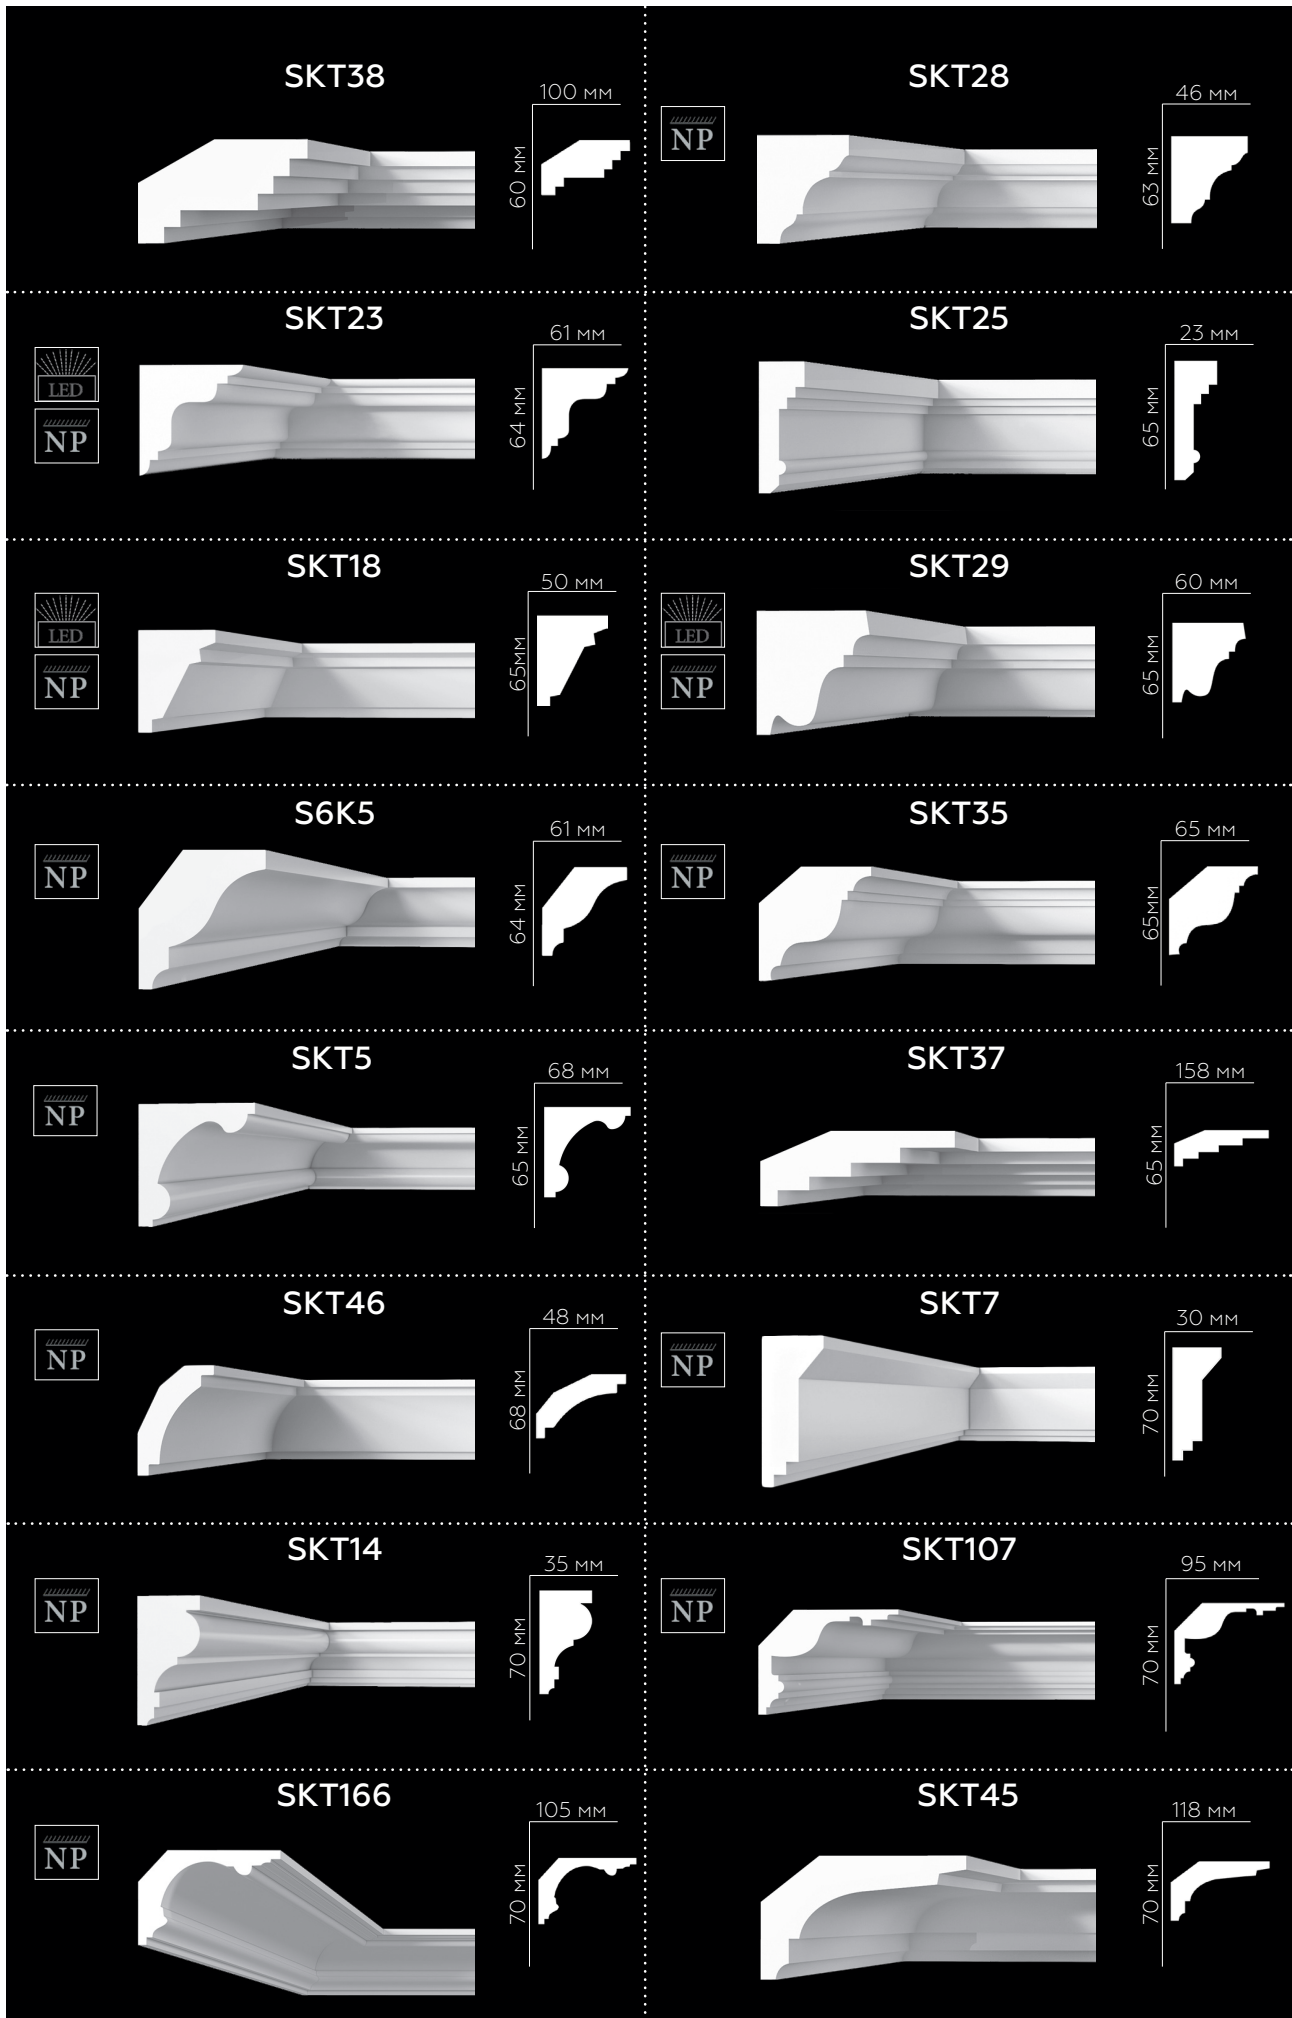 SKT38
100 мм
60 мм
SKT28
NP
46 мм
63 мм
SKT23
LED
NP
61 мм
64 мм
SKT25
23 мм
65 мм
SKT18
LED
NP
50 мм
65мм
SKT29
LED
NP
60 мм
65 мм
S6K5
NP
61 мм
64 мм
SKT35
NP
65 мм
65мм
SKT5
NP
68 мм
65 мм
SKT37
158 мм
65 мм
SKT46
NP
48 мм
68 мм
SKT7
NP
30 мм
70 мм
SKT14
NP
35 мм
70 мм
SKT107
NP
95 мм
70 мм
SKT166
NP
105 мм
70 мм
SKT45
118 мм
70 мм